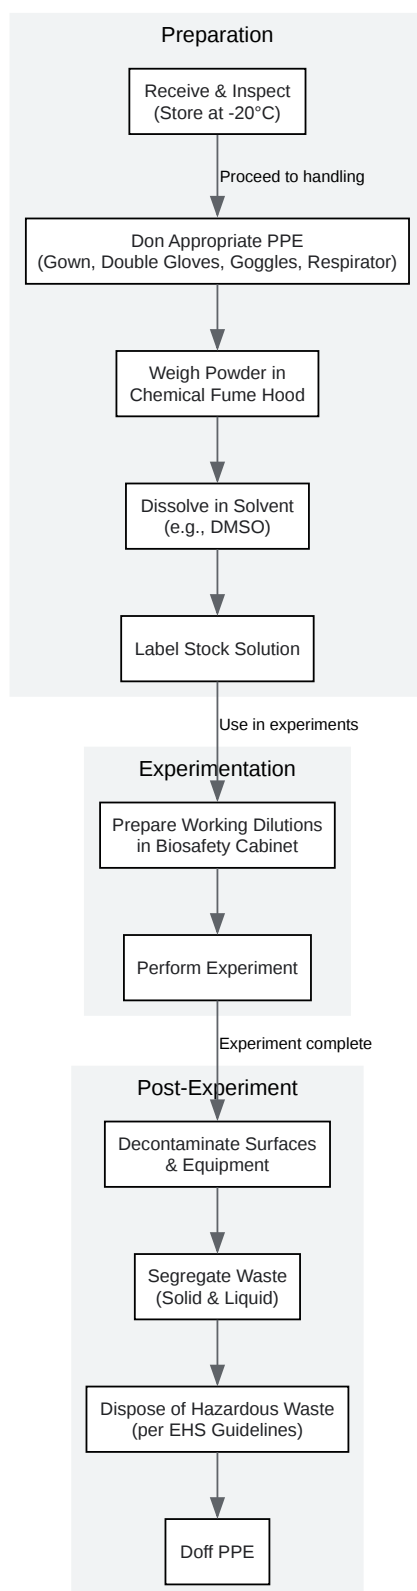 Preparation
Receive & Inspect
(Store at -20°C)
Proceed to handling
Don Appropriate PPE
(Gown, Double Gloves, Goggles, Respirator)
Weigh Powder in
Chemical Fume Hood
Dissolve in Solvent
(e.g., DMSO)
Label Stock Solution
Use in experiments
Experimentation
Prepare Working Dilutions
in Biosafety Cabinet
Perform Experiment
Experiment complete
Post-Experiment
Decontaminate Surfaces
& Equipment
Segregate Waste
(Solid & Liquid)
Dispose of Hazardous Waste
(per EHS Guidelines)
Doff PPE